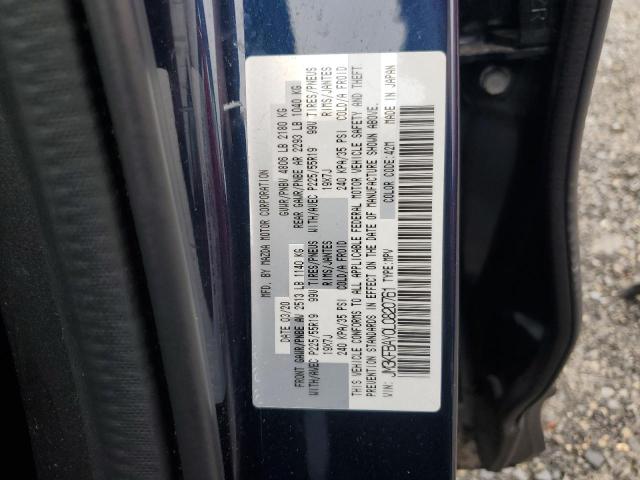 MFD. BY MAZDA MOTOR CORPORATION
DATE 03/20 GVWR/PNBV 4806 LB 2180 KG
FRONT GAWR/PNBE AV 2513 LB 1140 KG REAR GAWR/PNBE AR 2293 LB 1040 KG
WITH/AVEC P225/55R19 99V TIRES/PNEUS WITH/AVEC P225/55R19 99V TIRES/PNEUS
19X7J RIMS/JANTES 19X7J RIMS/JANTES
240 KPA/35 PSI COLD/A FROID 240 KPA/35 PSI COLD/A FROID
THIS VEHICLE CONFORMS TO ALL APPLICABLE FEDERAL MOTOR VEHICLE SAFETY AND THEFT
PREVENTION STANDARDS IN EFFECT ON THE DATE OF MANUFACTURE SHOWN ABOVE.
VIN: JM3KFBAY0L0820761 TYPE:MPV COLOR CODE:42M MADE IN JAPAN